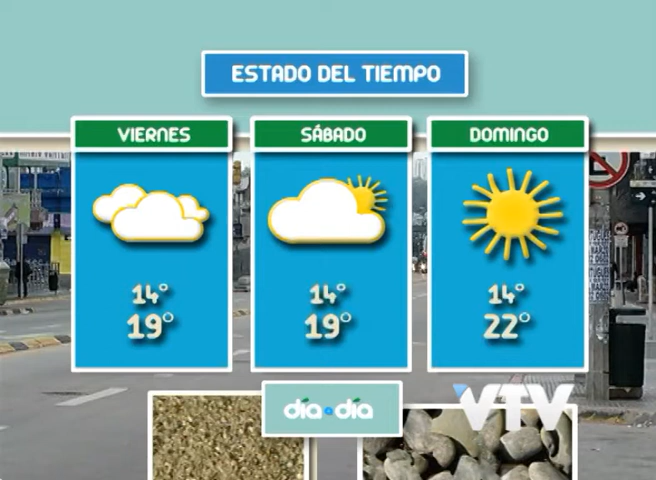 ESTADO DEL TIEMPO
VIERNES
SÁBADO
DOMINGO
14°
19°
14°
19°
14°
22°
día a día
VTV